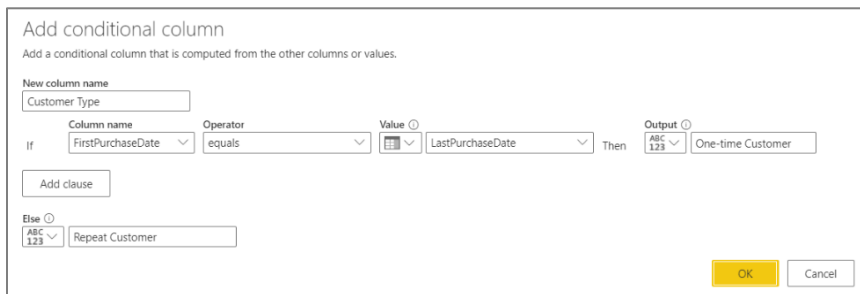 Add conditional column
Add a conditional column that is computed from the other columns or values.
New column name
Customer Type
Column name Operator Value Output
If FirstPurchaseDate equals LastPurchaseDate Then ABC 123 One-time Customer
Add clause
Else
ABC 123 Repeat Customer
OK Cancel